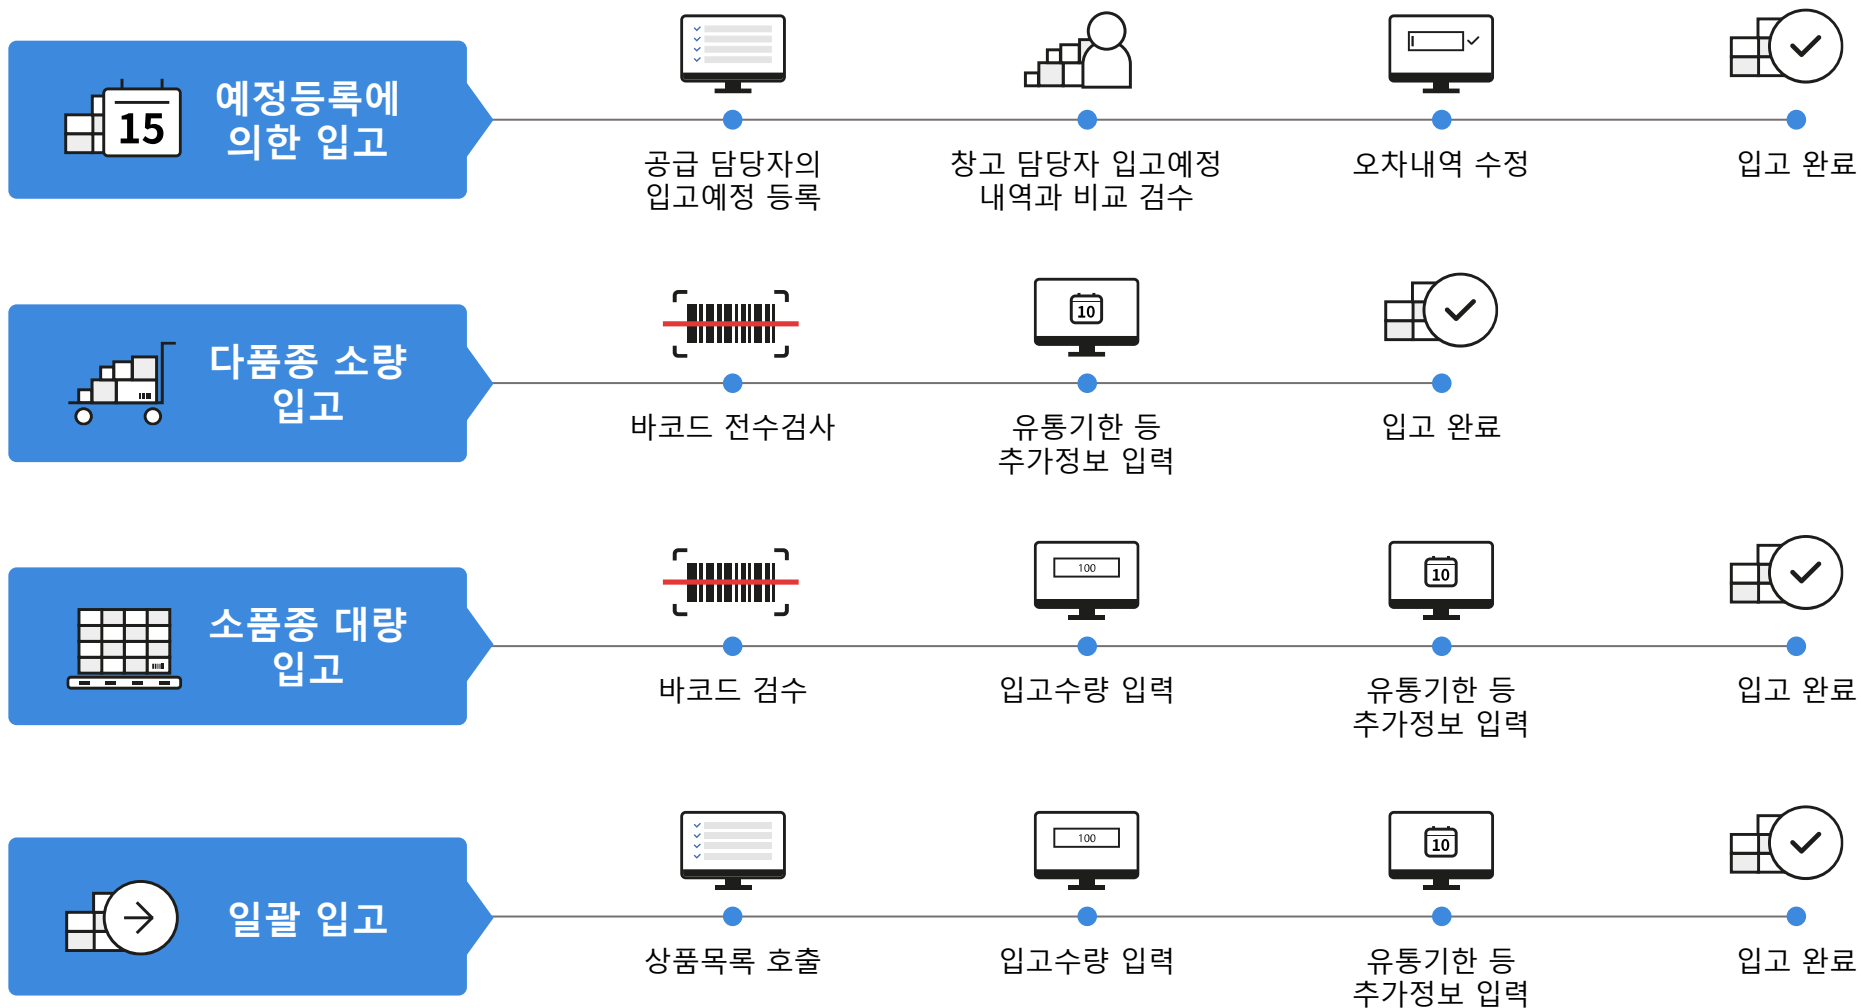 15
예정등록에
의한 입고
공급 담당자의
입고예정 등록
창고 담당자 입고예정
내역과 비교 검수
오차내역 수정
입고 완료
다품종 소량
입고
바코드 전수검사
10
유통기한 등
추가정보 입력
입고 완료
소품종 대량
입고
바코드 검수
100
입고수량 입력
10
유통기한 등
추가정보 입력
입고 완료
일괄 입고
상품목록 호출
100
입고수량 입력
10
유통기한 등
추가정보 입력
입고 완료